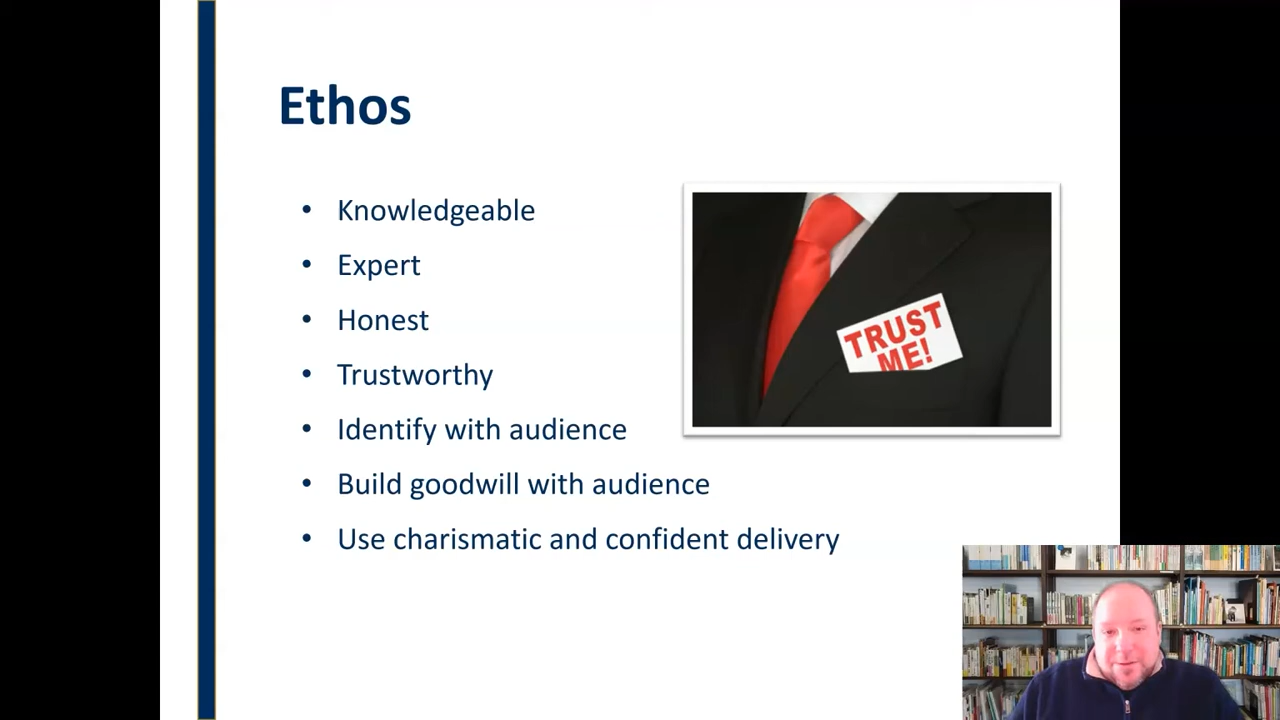 Ethos
• Knowledgeable
• Expert
• Honest
• Trustworthy
• Identify with audience
• Build goodwill with audience
• Use charismatic and confident delivery
TRUST
ME!